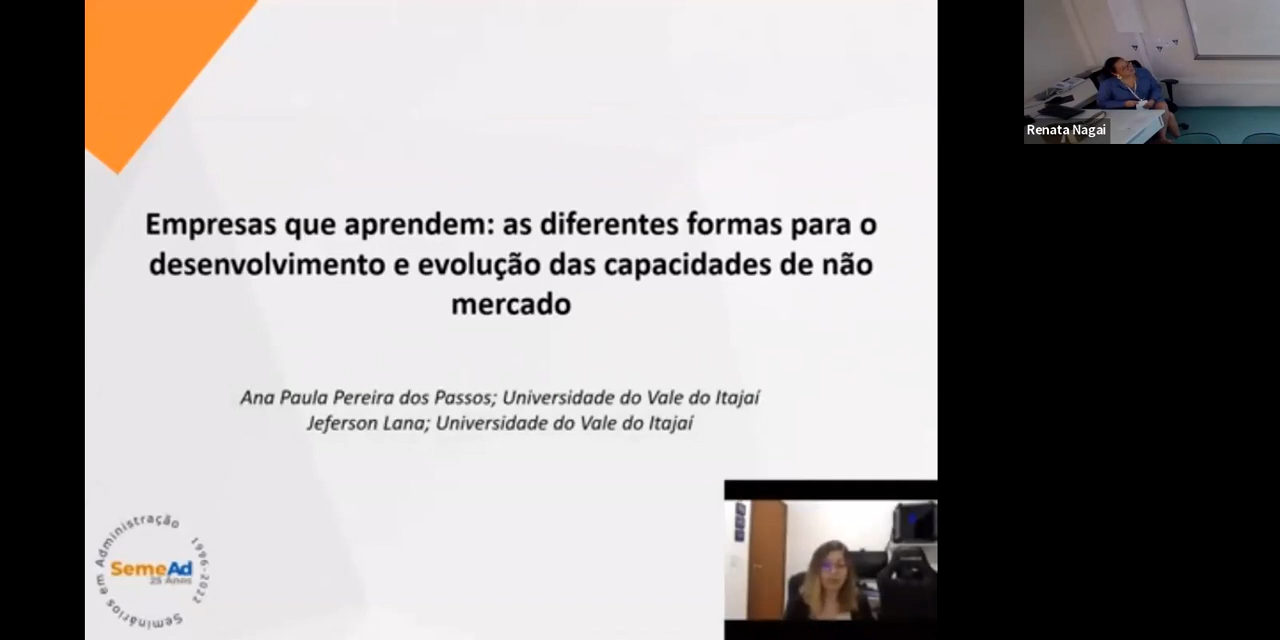 Empresas que aprendem: as diferentes formas para o
desenvolvimento e evolução das capacidades de não
mercado
Ana Paula Pereira dos Passos; Universidade do Vale do Itajaí
Jeferson Lana; Universidade do Vale do Itajaí
Seminários em Administração
1996-2022
SemeAd
25 Anos
Renata Nagai